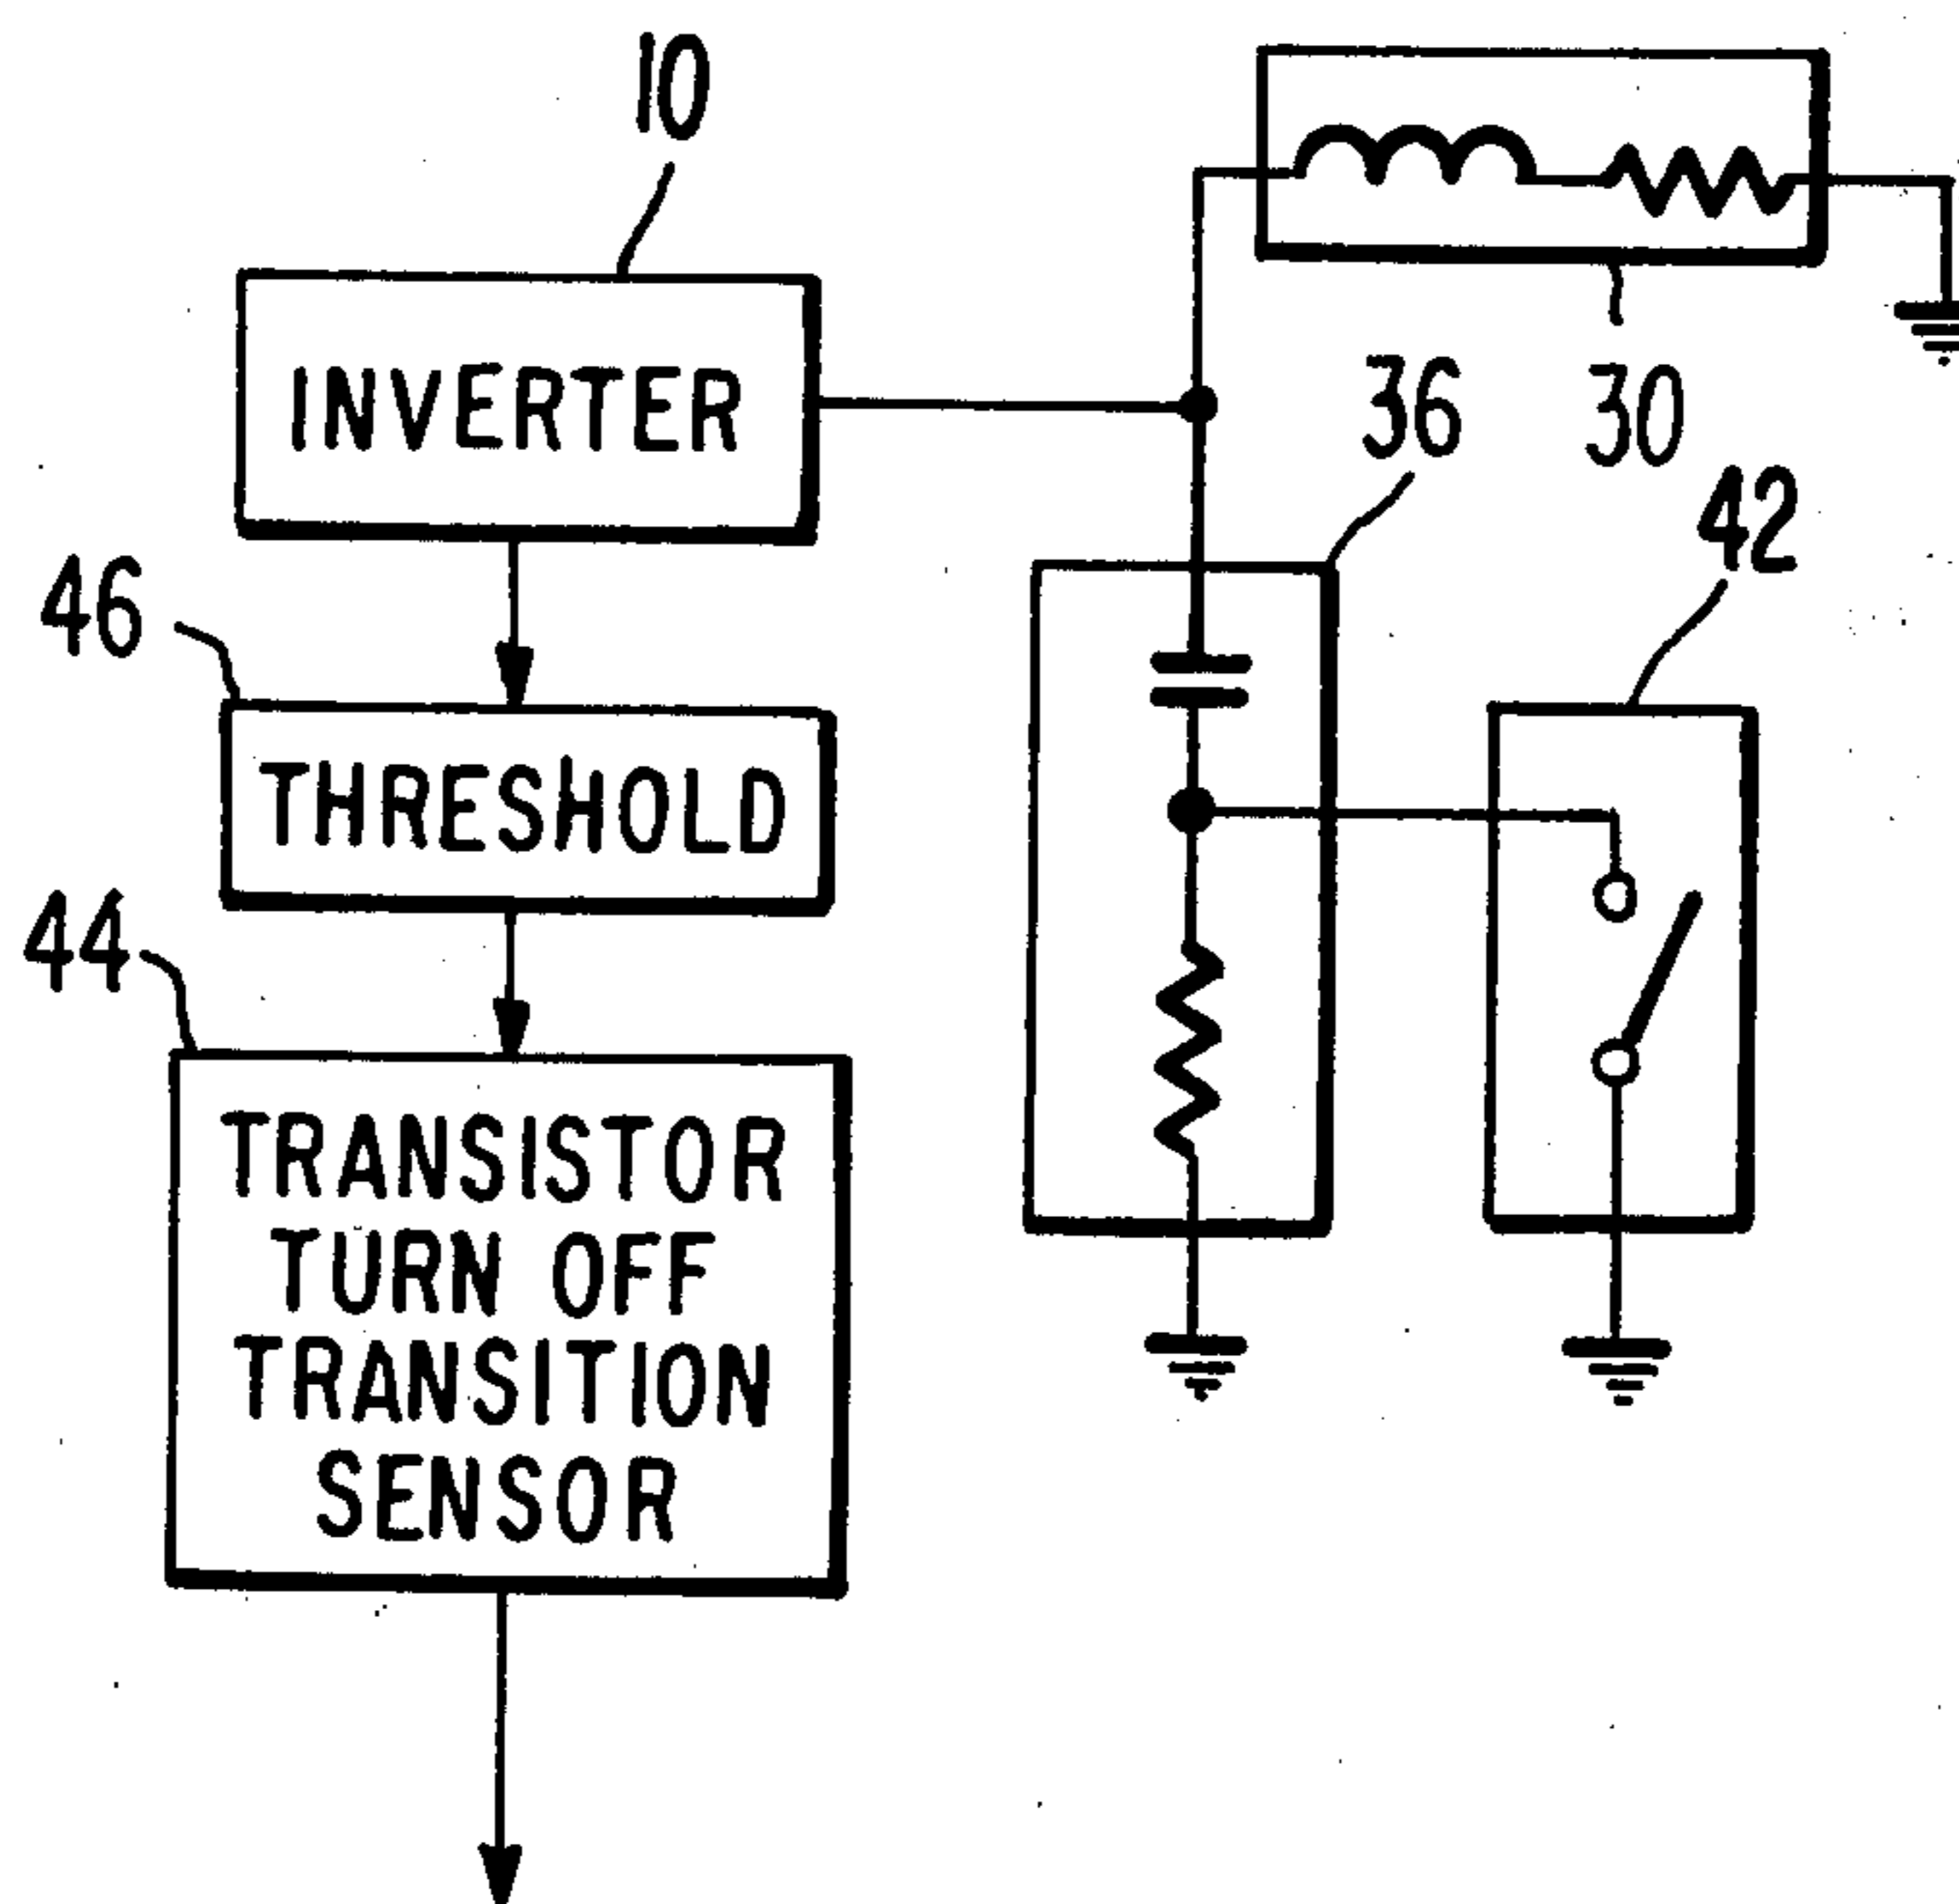 10
INVERTER
36
30
42
46
THRESHOLD
44
TRANSISTOR
TURN OFF
TRANSITION
SENSOR